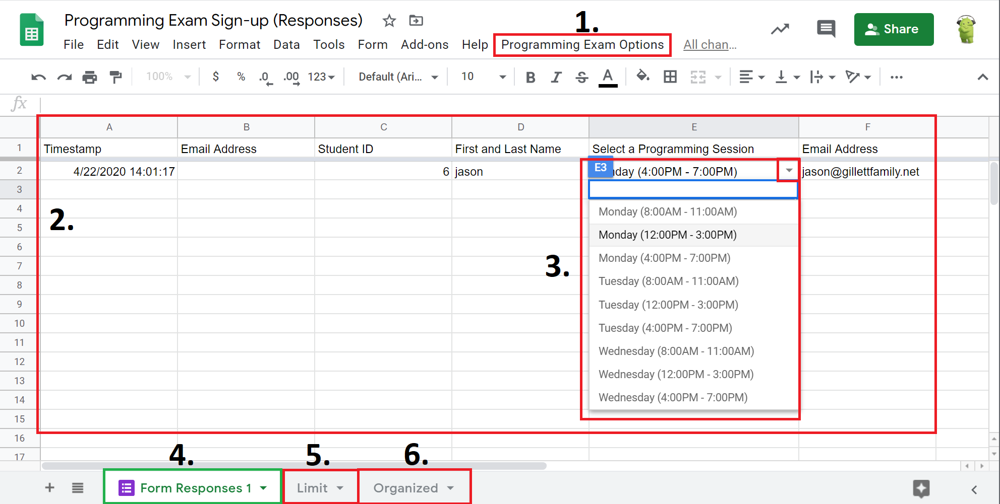 Programming Exam Sign-up (Responses)
1.
Share
File Edit View Insert Format Data Tools Form Add-ons Help Programming Exam Options All chan...
100% $ % .0 .00 123 Default (Ari... 10 B I S A
fx
A B C D E F
1 Timestamp Email Address Student ID First and Last Name Select a Programming Session Email Address
2 4/22/2020 14:01:17 6 jason day (4:00PM - 7:00PM) jason@gillettfamily.net
E3
3
4
2.
5
6
7
8
9
10
11
12
13
14
15
16
17
Monday (8:00AM - 11:00AM)
Monday (12:00PM - 3:00PM)
Monday (4:00PM - 7:00PM)
3.
Tuesday (8:00AM - 11:00AM)
Tuesday (12:00PM - 3:00PM)
Tuesday (4:00PM - 7:00PM)
Wednesday (8:00AM - 11:00AM)
Wednesday (12:00PM - 3:00PM)
Wednesday (4:00PM - 7:00PM)
4. 5. 6.
Form Responses 1 Limit Organized